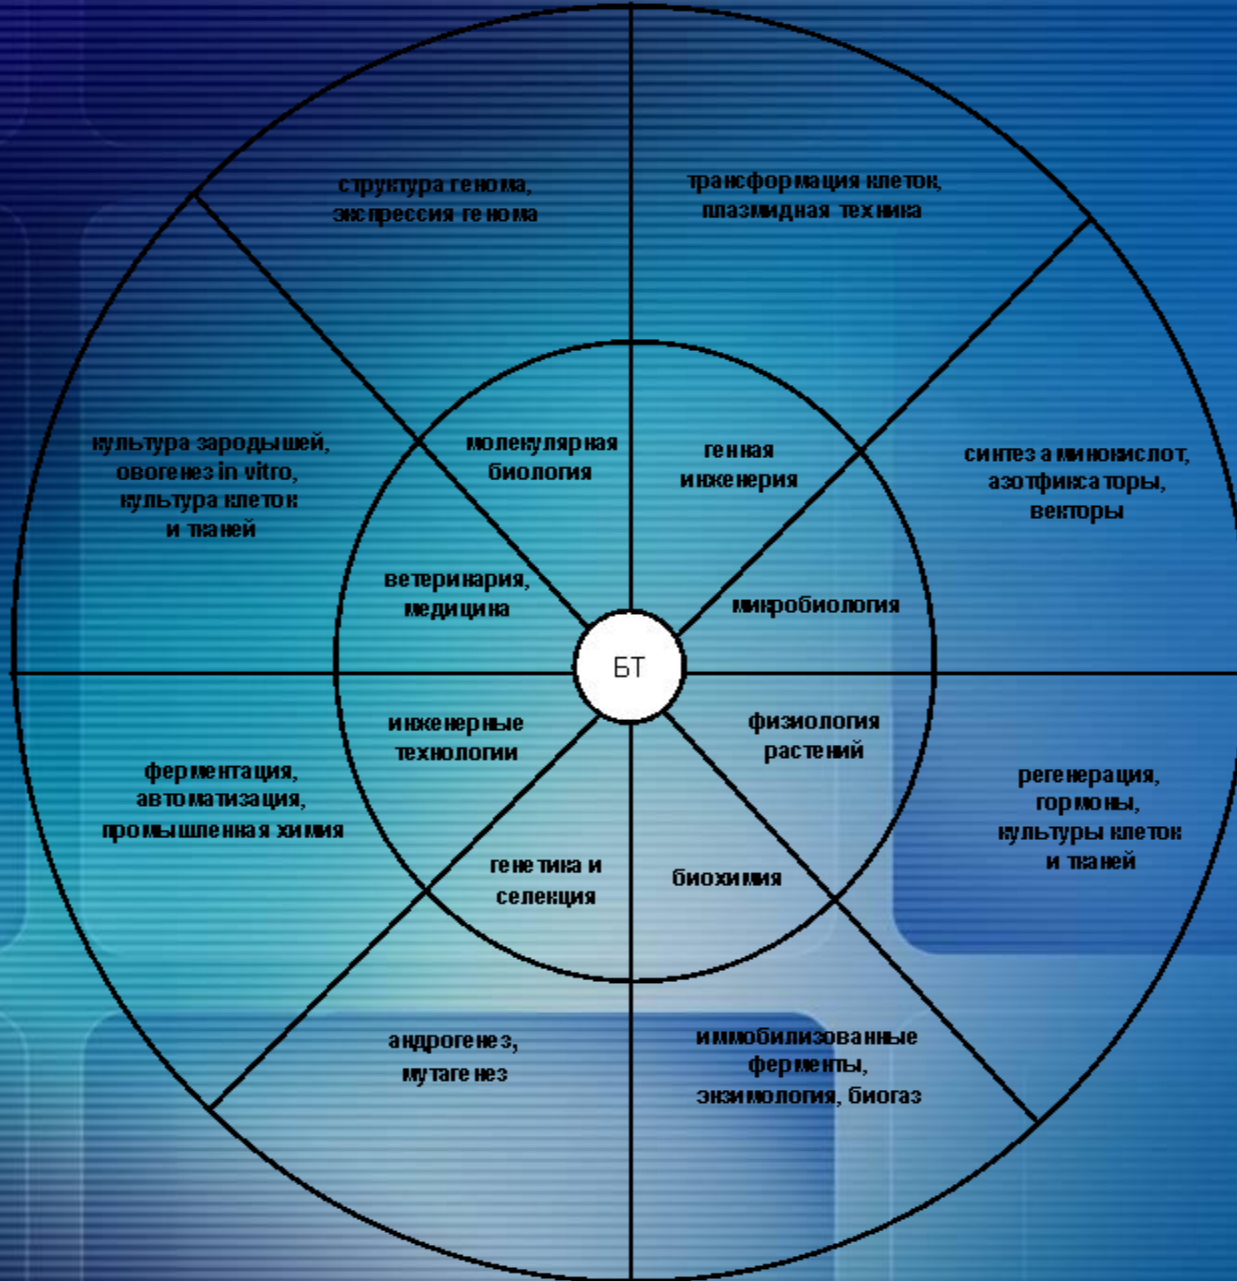 структура генома,
экспрессия генома
трансформация клеток,
плазмидная техника
культура зародышей,
овогенез in vitro,
культура клеток
и тканей
молекулярная
биология
генная
инженерия
синтез аминокислот,
азотфиксаторы,
векторы
ветеринария,
медицина
микробиология
БТ
инженерные
технологии
физиология
растений
ферментация,
автоматизация,
промышленная химия
регенерация,
гормоны,
культуры клеток
и тканей
генетика и
селекция
биохимия
андрогенез,
мутагенез
иммобилизованные
ферменты,
энзимология, биогаз